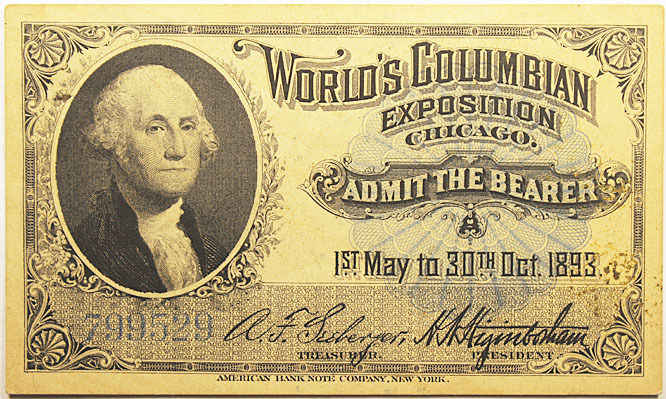 WORLD'S COLUMBIAN
EXPOSITION
CHICAGO.
ADMIT THE BEARER
1ST May to 30TH Oct. 1893.
799529 A. F. Seeberger, H. N. Higinbotham
TREASURER. PRESIDENT
AMERICAN BANK NOTE COMPANY, NEW YORK.